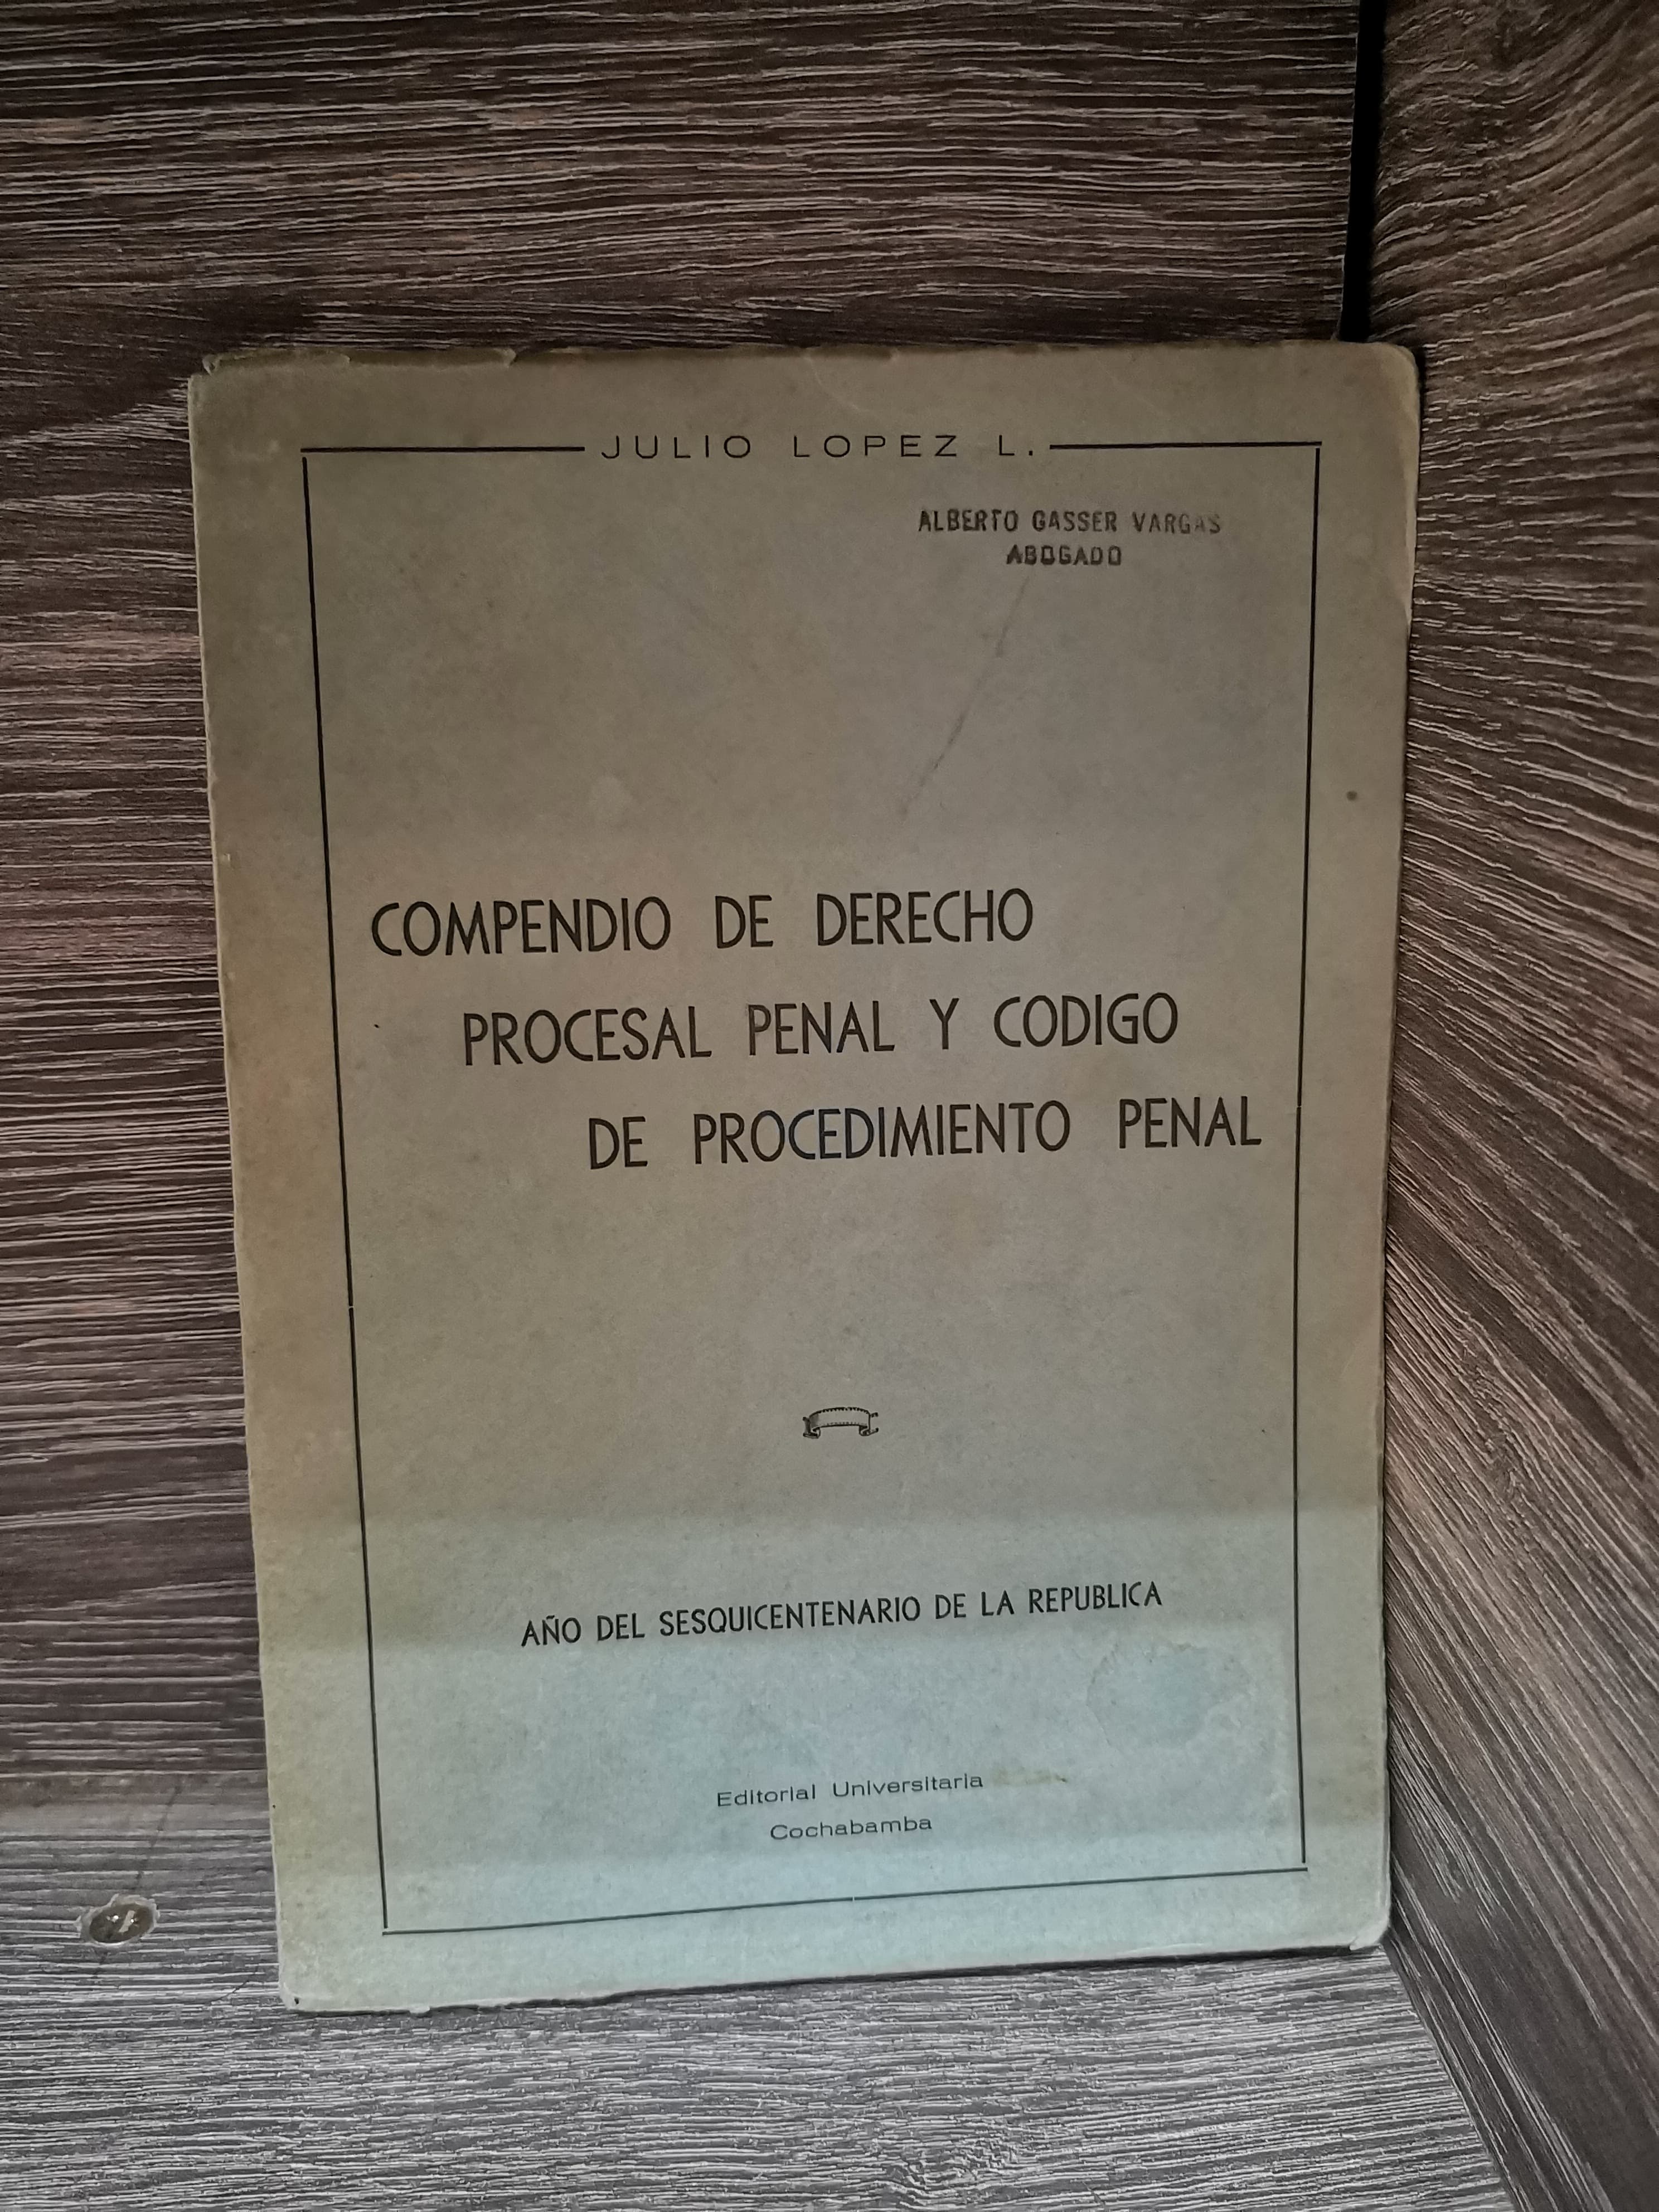 JULIO LOPEZ L.
ALBERTO GASSER VARGAS
ABOGADO
COMPENDIO DE DERECHO
PROCESAL PENAL Y CODIGO
DE PROCEDIMIENTO PENAL
AÑO DEL SESQUICENTENARIO DE LA REPUBLICA
Editorial Universitaria
Cochabamba